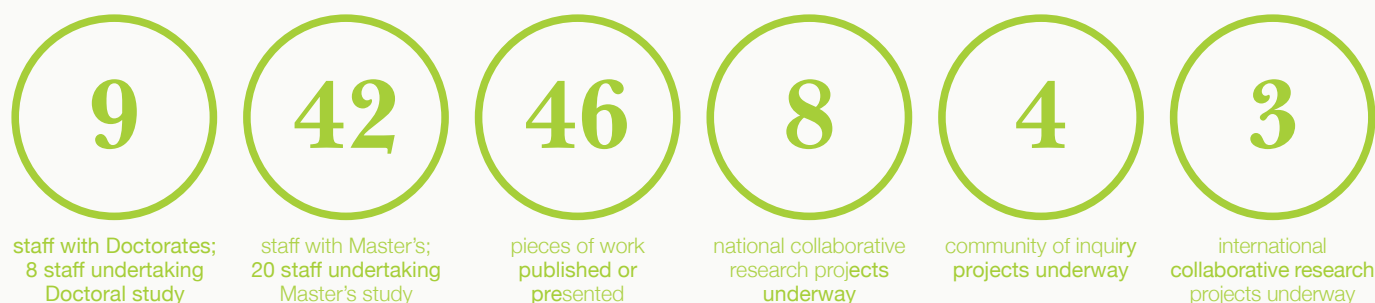 9
staff with Doctorates;
8 staff undertaking
Doctoral study
42
staff with Master's;
20 staff undertaking
Master's study
46
pieces of work
published or
presented
8
national collaborative
research projects
underway
4
community of inquiry
projects underway
3
international
collaborative research
projects underway